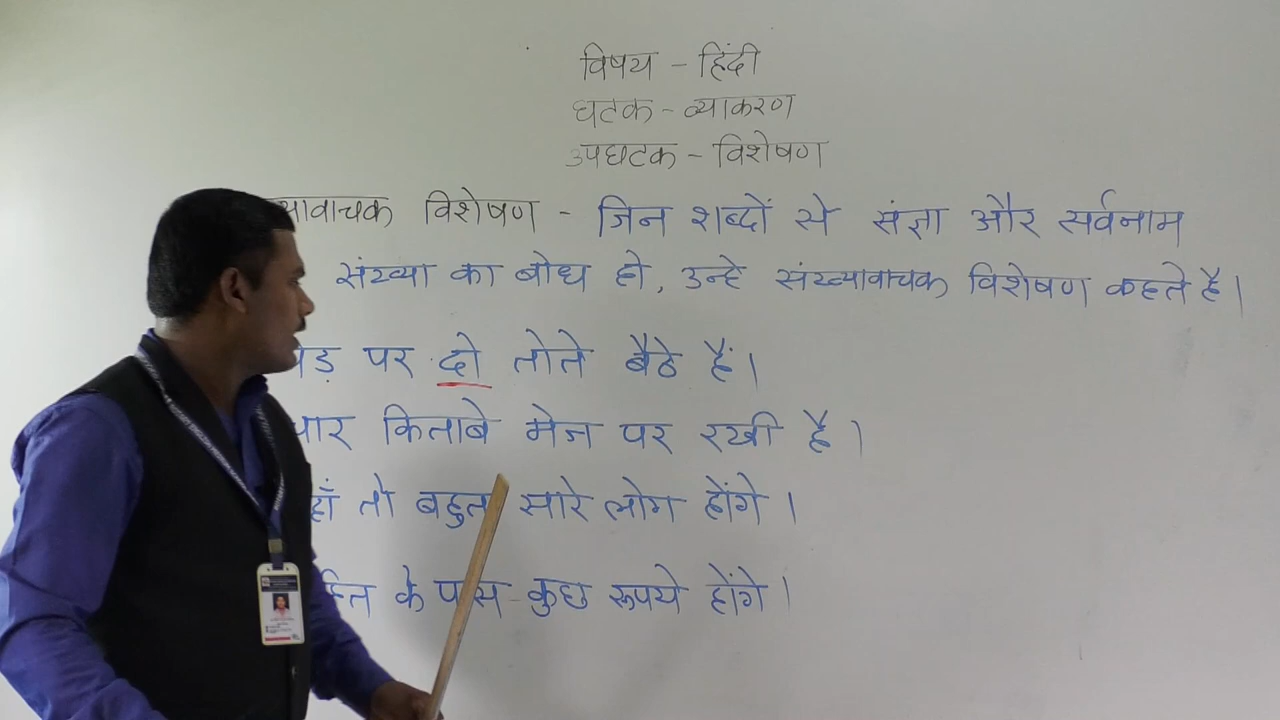 विषय - हिंदी
घटक - व्याकरण
उपघटक - विशेषण
विशेषण - जिन शब्दों से संज्ञा और सर्वनाम
संख्या का बोध हो, उन्हे संख्यावाचक विशेषण कहते है।
पर दो तोते बैठे हैं।
किताबे मेज पर रखी है।
तो बहुत सारे लोग होंगे।
के पास कुछ रूपये होंगे।